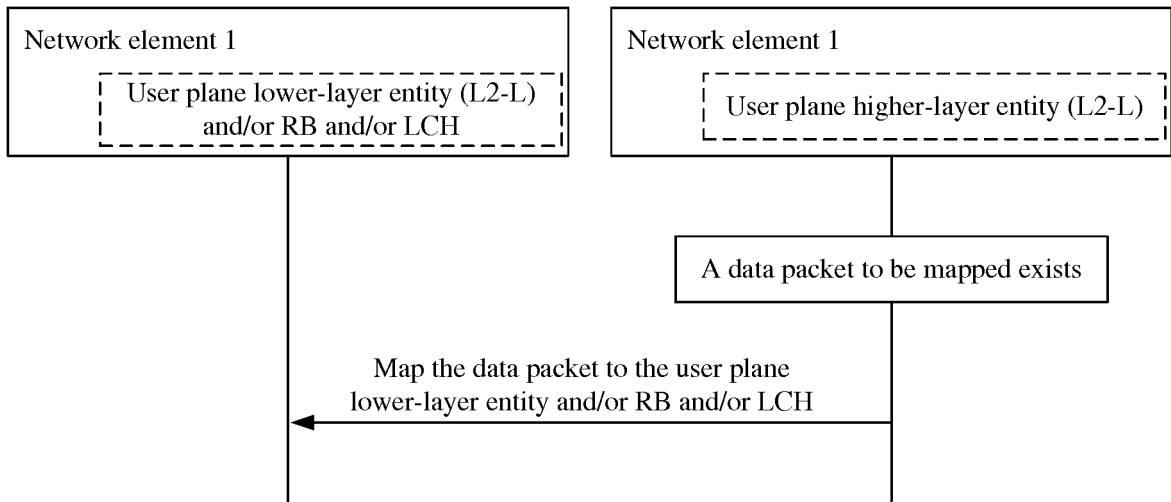 Network element 1
User plane lower-layer entity (L2-L)
and/or RB and/or LCH
Network element 1
User plane higher-layer entity (L2-L)
A data packet to be mapped exists
Map the data packet to the user plane
lower-layer entity and/or RB and/or LCH